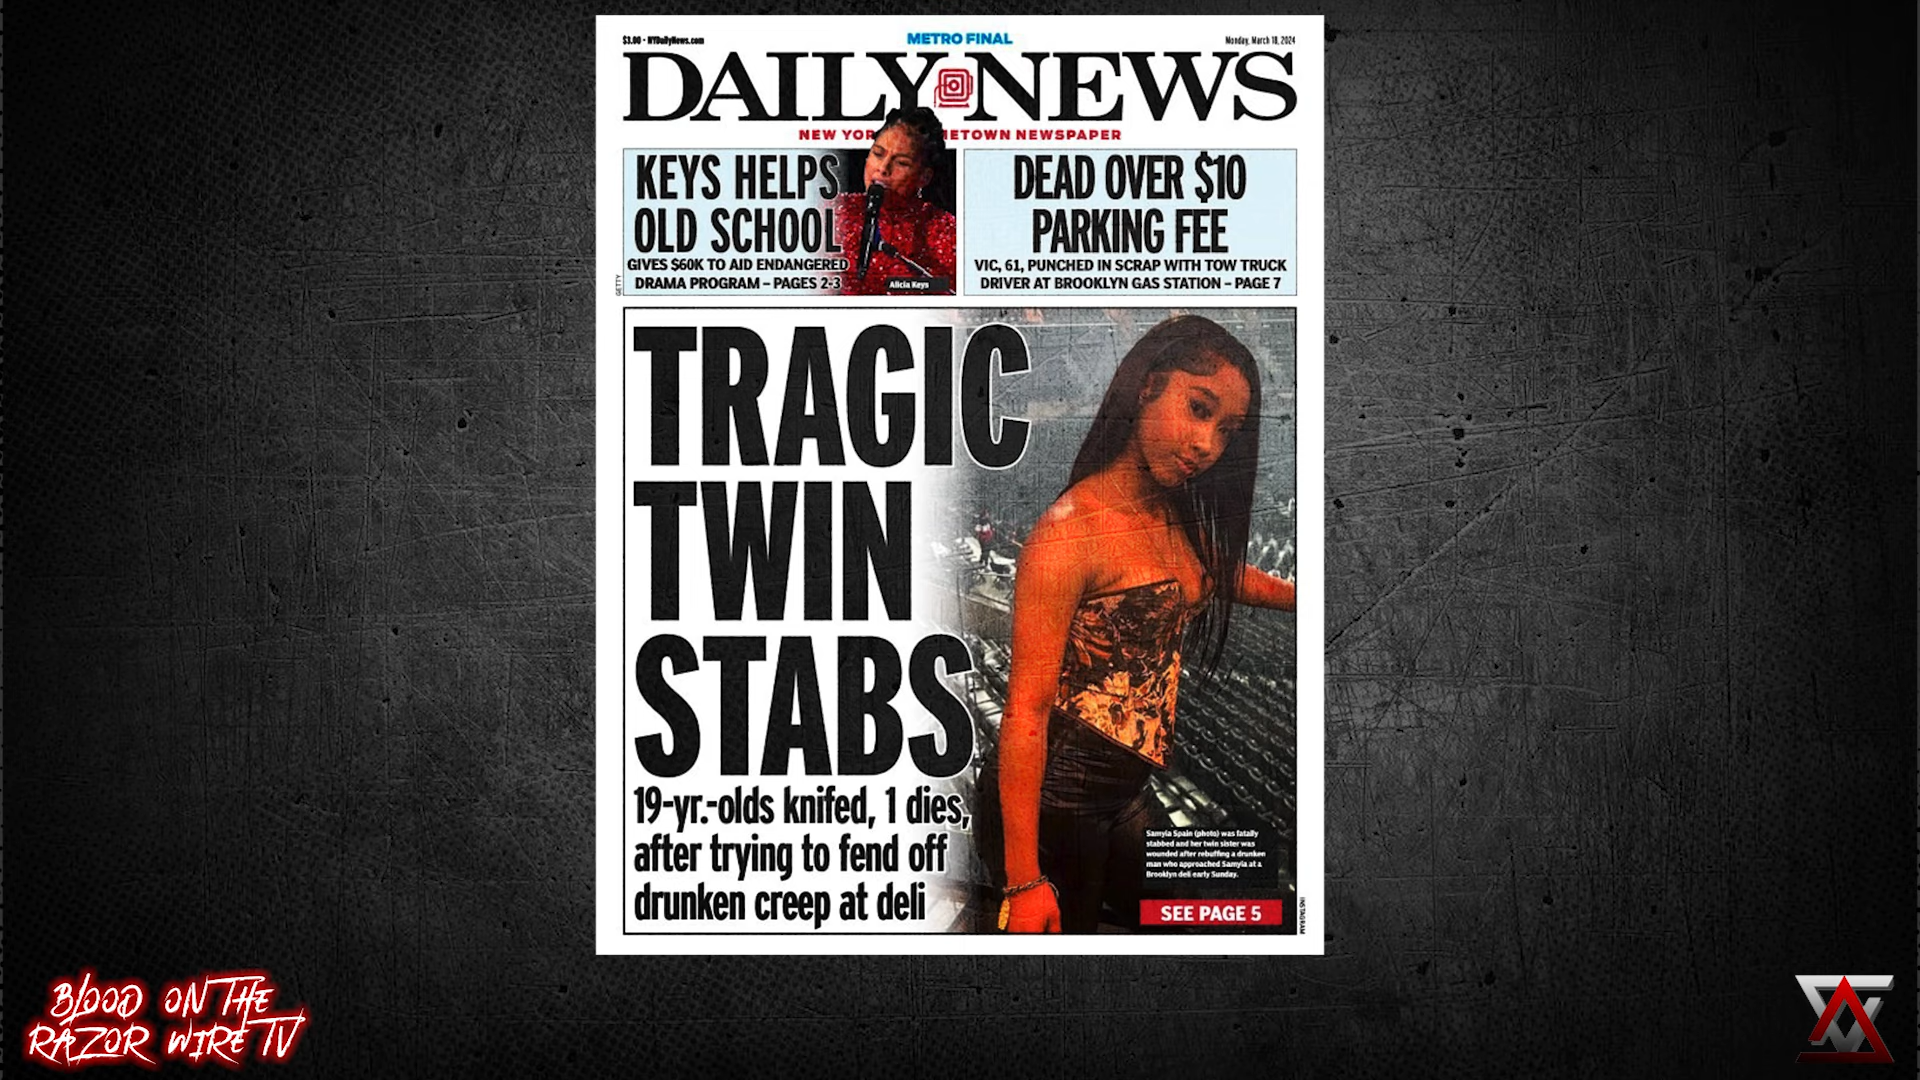 $3.00 • NYDailyNews.com
METRO FINAL
Monday, March 18, 2024
DAILY NEWS
NEW YOR ETOWN NEWSPAPER
KEYS HELPS
OLD SCHOOL
GIVES $60K TO AID ENDANGERED
DRAMA PROGRAM – PAGES 2-3
GETTY
Alicia Keys
DEAD OVER $10
PARKING FEE
VIC, 61, PUNCHED IN SCRAP WITH TOW TRUCK
DRIVER AT BROOKLYN GAS STATION – PAGE 7
TRAGIC
TWIN
STABS
19-yr.-olds knifed, 1 dies,
after trying to fend off
drunken creep at deli
Samyia Spain (photo) was fatally
stabbed and her twin sister was
wounded after rebuffing a drunken
man who approached Samyia at a
Brooklyn deli early Sunday.
SEE PAGE 5
INSTAGRAM
BLOOD ON THE
RAZOR WIRE TV